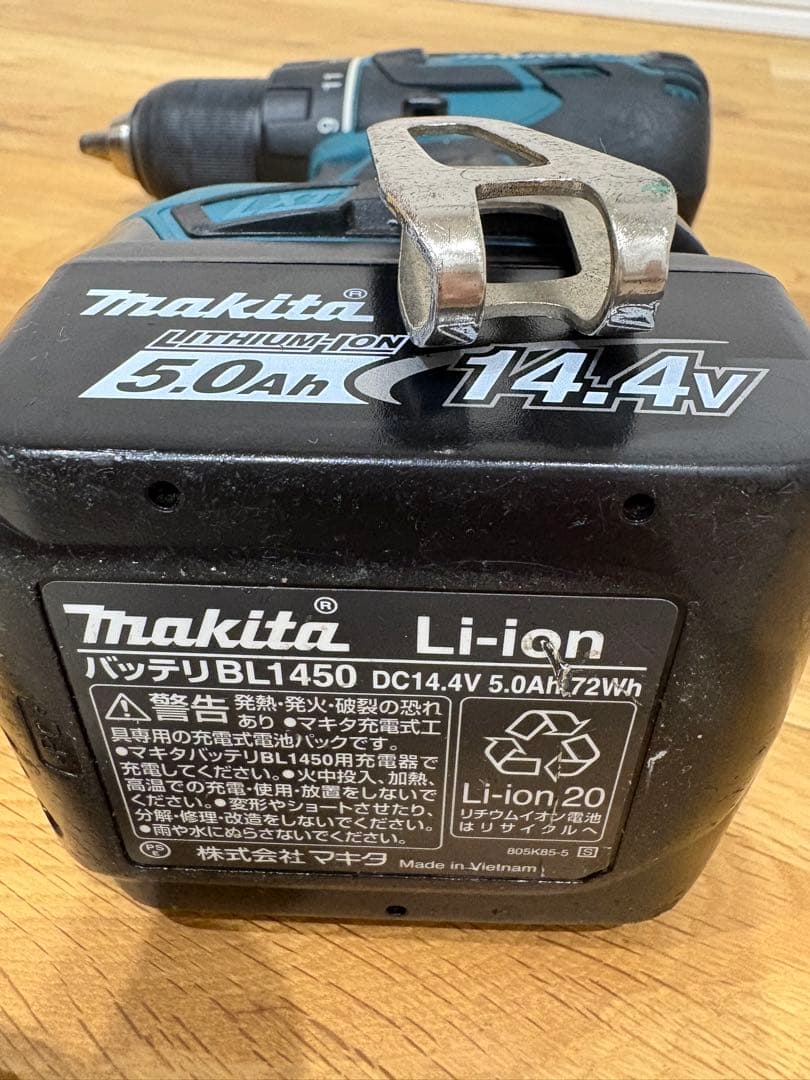 11
9
LXT
makita®
LITHIUM-ION
5.0Ah 14.4V
makita® Li-ion
バッテリBL1450 DC14.4V 5.0Ah 72Wh
警告 発熱・発火・破裂の恐れ
あり ●マキタ充電式工
具専用の充電式電池パックです。
●マキタバッテリBL1450用充電器で
充電してください。●火中投入、加熱、
高温での充電・使用・放置をしないで
ください。●変形やショートさせたり、
分解・修理・改造をしないでください。
●雨や水にぬらさないでください。
Li-ion 20
リチウムイオン電池
はリサイクルへ
805K85-5 S
PSE 株式会社 マキタ Made in Vietnam